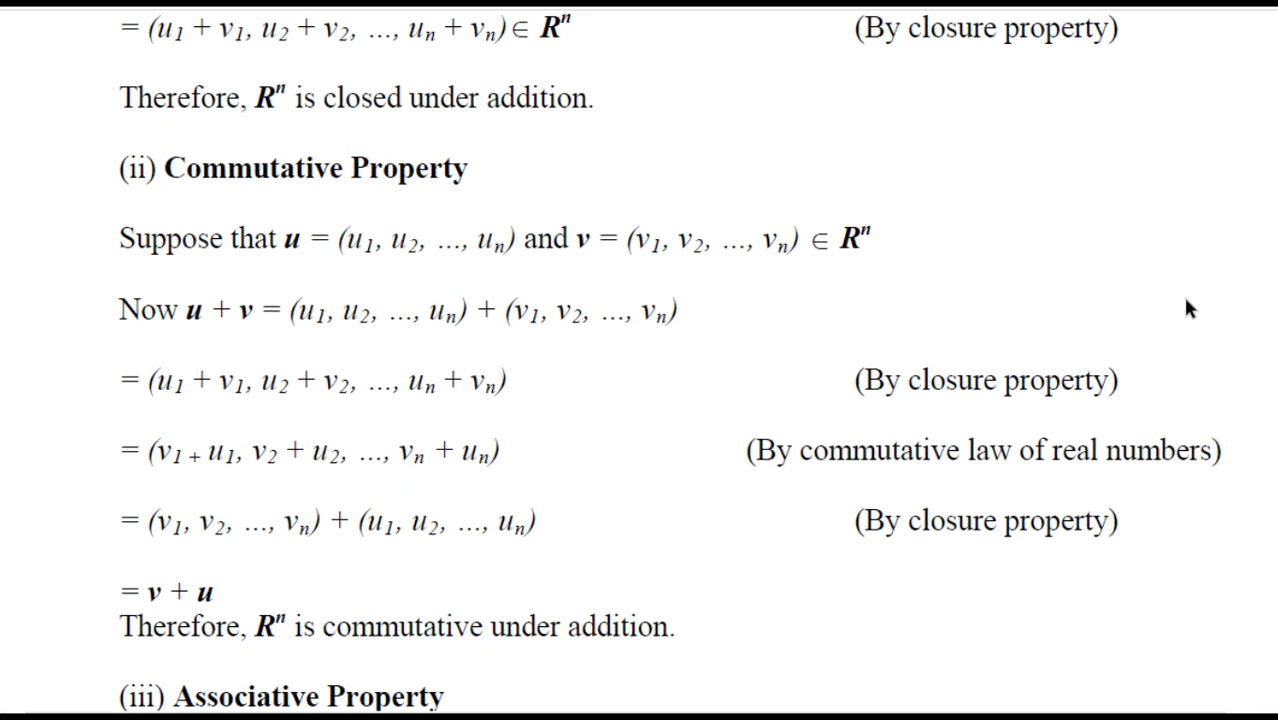 = (u₁ + v₁, u₂ + v₂, ..., uₙ + vₙ)∈ Rⁿ (By closure property)
Therefore, Rⁿ is closed under addition.
(ii) Commutative Property
Suppose that u = (u₁, u₂, ..., uₙ) and v = (v₁, v₂, ..., vₙ) ∈ Rⁿ
Now u + v = (u₁, u₂, ..., uₙ) + (v₁, v₂, ..., vₙ)
= (u₁ + v₁, u₂ + v₂, ..., uₙ + vₙ) (By closure property)
= (v₁ ₊ u₁, v₂ + u₂, ..., vₙ + uₙ) (By commutative law of real numbers)
= (v₁, v₂, ..., vₙ) + (u₁, u₂, ..., uₙ) (By closure property)
= v + u
Therefore, Rⁿ is commutative under addition.
(iii) Associative Property